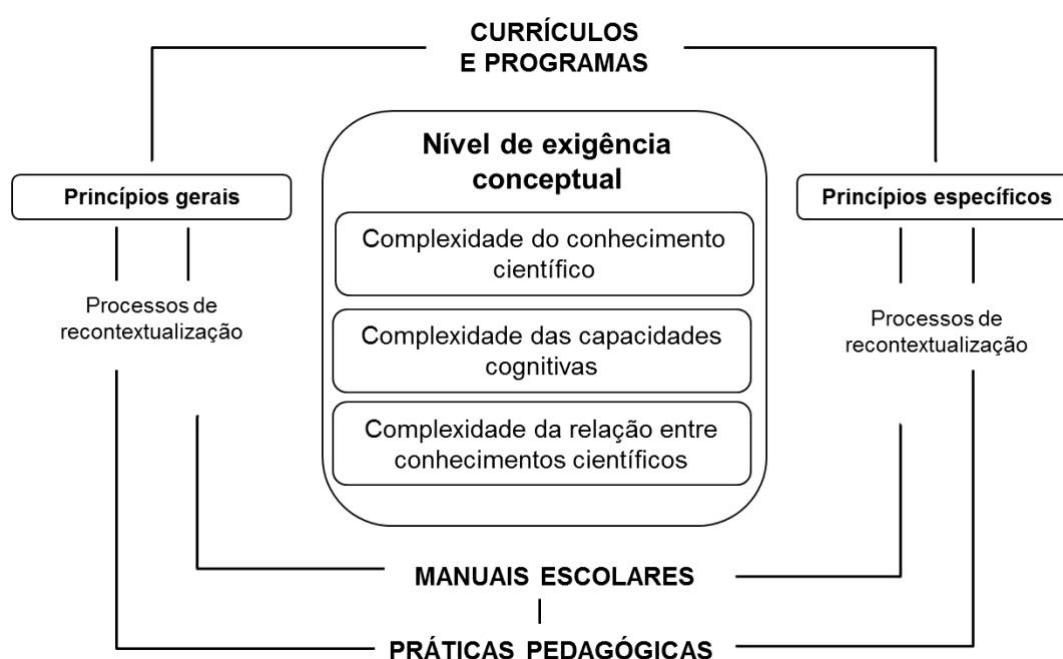 CURRÍCULOS
E PROGRAMAS
Nível de exigência
conceptual
Princípios gerais
Princípios específicos
Complexidade do conhecimento
científico
Processos de
recontextualização
Complexidade das capacidades
cognitivas
Processos de
recontextualização
Complexidade da relação entre
conhecimentos científicos
MANUAIS ESCOLARES
PRÁTICAS PEDAGÓGICAS